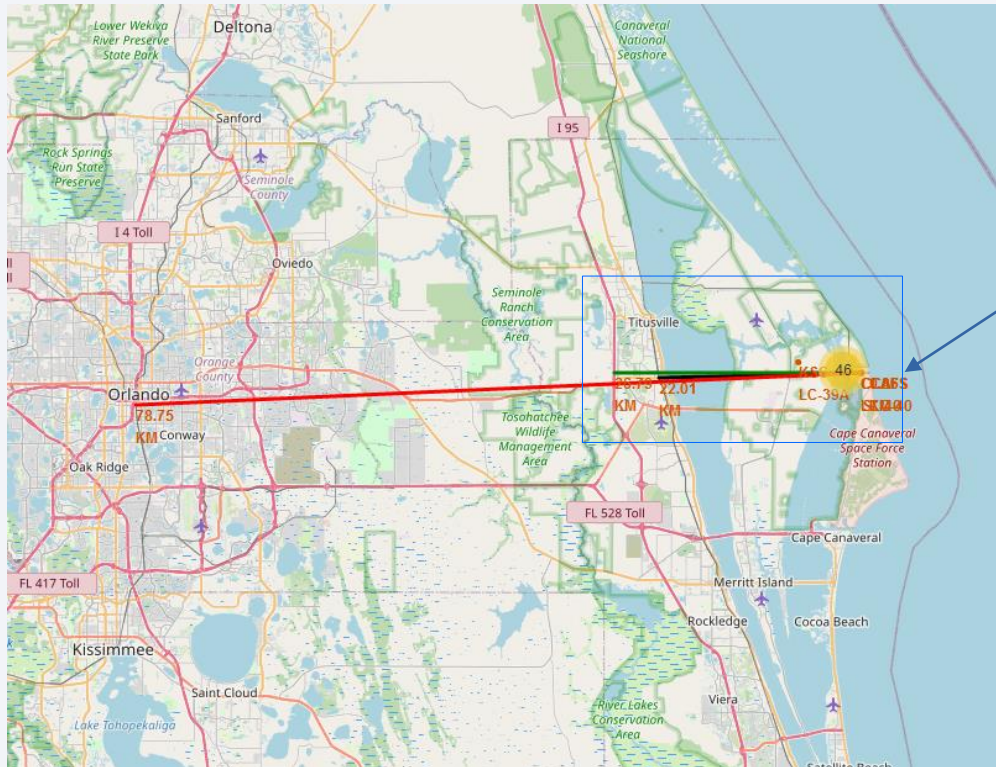 Lower Wekiva
River Preserve
State Park
Deltona
Canaveral
National
Seashore
Sanford
I 95
Rock Springs
Run State
Preserve
Seminole
County
I 4 Toll
Oviedo
Seminole
Ranch
Conservation
Area
Titusville
Orange
County
46
Orlando
78.75
KM
22.01
KM
KM
LC-39A
Conway
Tosohatchee
Wildlife
Management
Area
Cape Canaveral
Space Force
Station
Oak Ridge
FL 528 Toll
Cape Canaveral
FL 417 Toll
Merritt Island
Rockledge
Cocoa Beach
Kissimmee
Saint Cloud
Viera
River Lakes
Conservation
Area
Lake Tohopekaliga
Satellite Beach